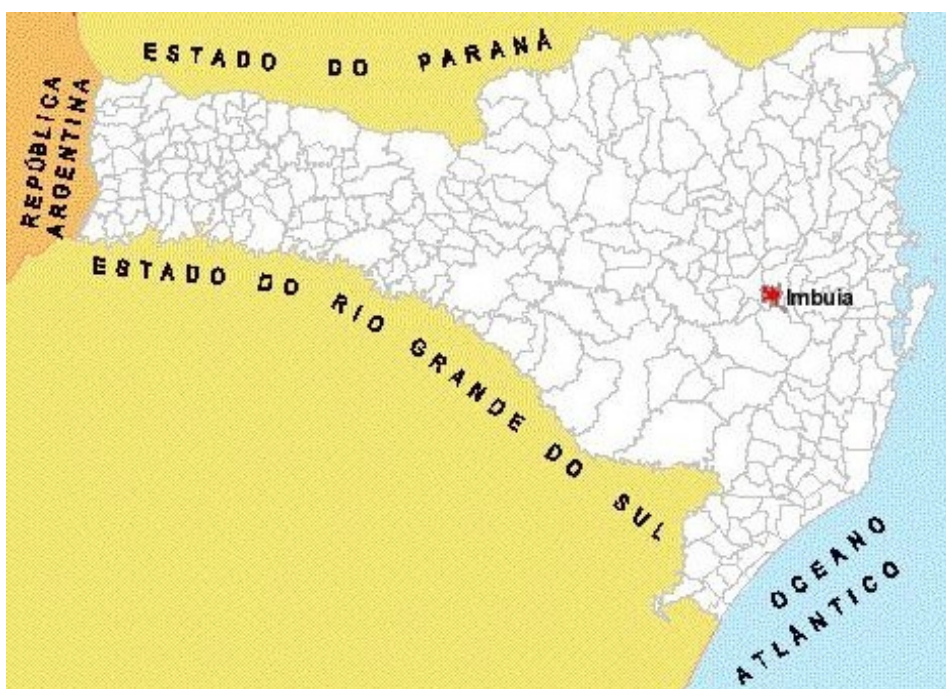 ESTADO DO PARANÁ
REPÚBLICA
ARGENTINA
Imbuia
ESTADO DO RIO GRANDE DO SUL
OCEANO
ATLÂNTICO